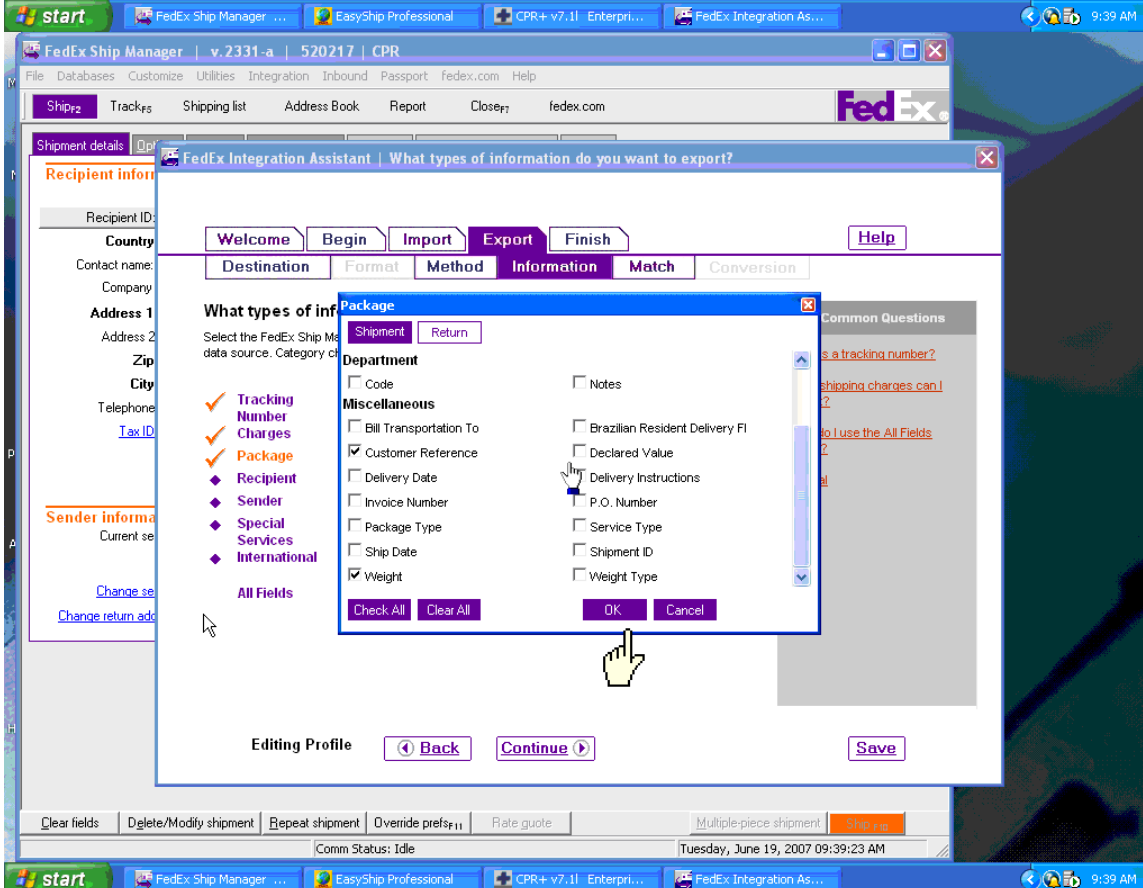 start FedEx Ship Manager ... EasyShip Professional CPR+ v7.1l Enterpri... FedEx Integration As... 9:39 AM
FedEx Ship Manager | v.2331-a | 520217 | CPR
File Databases Customize Utilities Integration Inbound Passport fedex.com Help
ShipF2 TrackF5 Shipping list Address Book Report CloseF7 fedex.com FedEx
Shipment details Opt
FedEx Integration Assistant | What types of information do you want to export?
Recipient inforr
Recipient ID:
Country
Contact name:
Company
Address 1
Address 2
Zip
City
Telephone
Tax ID
Sender informa
Current se
Change se
Change return add
Welcome Begin Import Export Finish Help
Destination Format Method Information Match Conversion
What types of inf
Select the FedEx Ship Ma
data source. Category ch
Tracking
Number
Charges
Package
Recipient
Sender
Special
Services
International
All Fields
Package
Shipment Return
Department
Code Notes
Miscellaneous
Bill Transportation To Brazilian Resident Delivery Fl
Customer Reference Declared Value
Delivery Date Delivery Instructions
Invoice Number P.O. Number
Package Type Service Type
Ship Date Shipment ID
Weight Weight Type
Check All Clear All OK Cancel
Common Questions
s a tracking number?
shipping charges can I
?
do I use the All Fields
?
al
Editing Profile Back Continue Save
Clear fields Delete/Modify shipment Repeat shipment Override prefsF11 Rate quote Multiple-piece shipment Ship F10
Comm Status: Idle Tuesday, June 19, 2007 09:39:23 AM
start FedEx Ship Manager ... EasyShip Professional CPR+ v7.1l Enterpri... FedEx Integration As... 9:39 AM